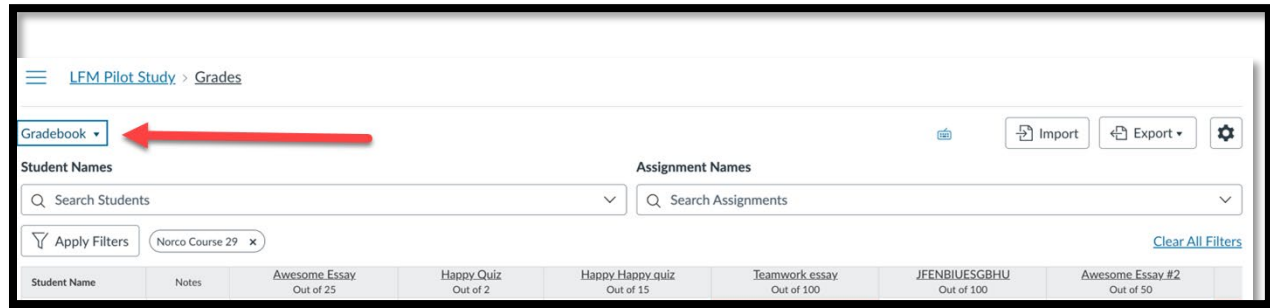 LFM Pilot Study > Grades
Gradebook
Import
Export
Student Names
Assignment Names
Search Students
Search Assignments
Apply Filters
Norco Course 29 x
Clear All Filters
Student Name
Notes
Awesome Essay
Out of 25
Happy Quiz
Out of 2
Happy Happy quiz
Out of 15
Teamwork essay
Out of 100
JFENBIUESGBHU
Out of 100
Awesome Essay #2
Out of 50